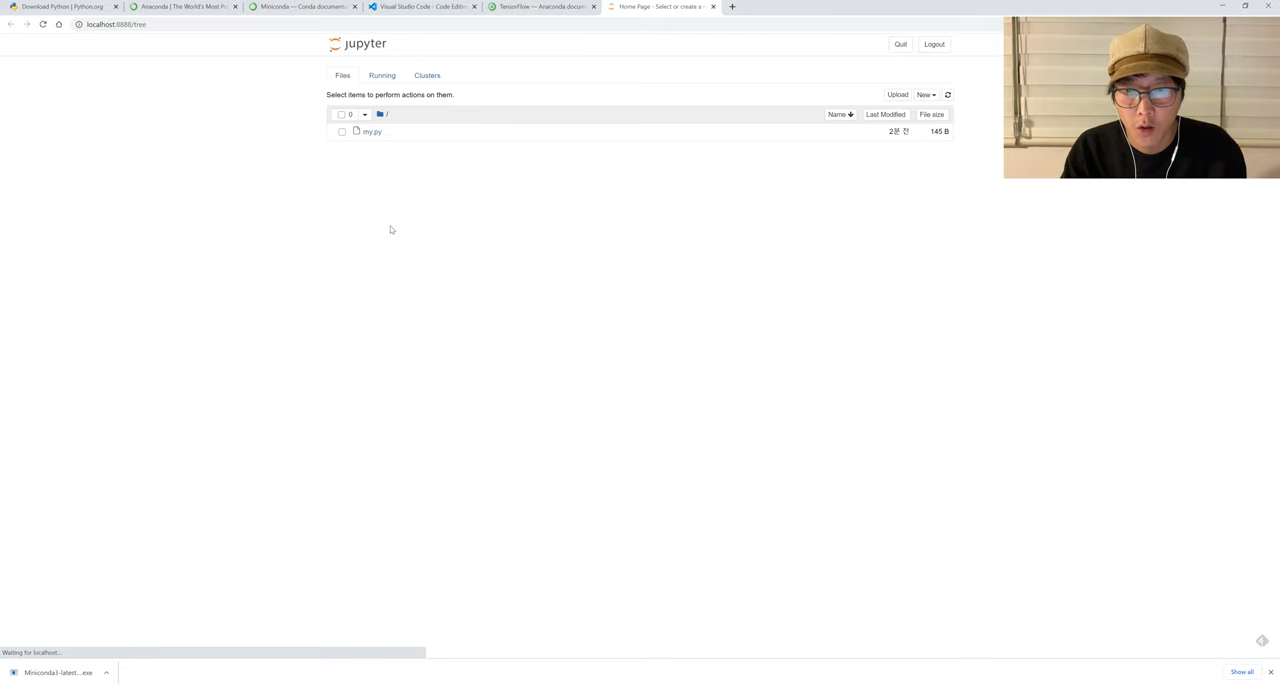 Download Python | Python.org
Anaconda | The World's Most Po
Miniconda — Conda documenta
Visual Studio Code - Code Editin
TensorFlow — Anaconda docum
Home Page - Select or create a n
localhost:8888/tree
jupyter
Quit
Logout
Files
Running
Clusters
Select items to perform actions on them.
Upload
New
0
/
Name
Last Modified
File size
my.py
2분 전
145 B
Waiting for localhost...
Miniconda3-latest....exe
Show all